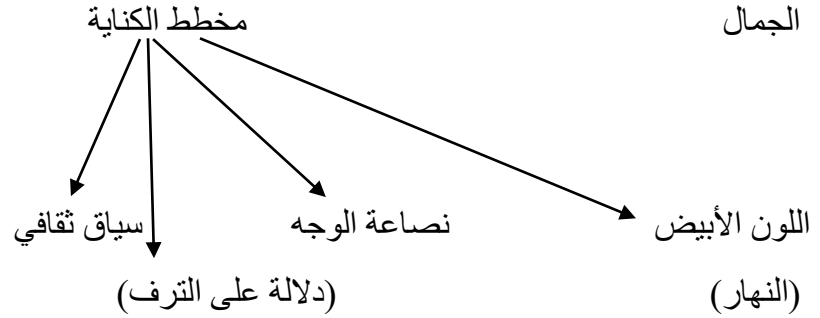 الجمال مخطط الكناية
اللون الأبيض نصاعة الوجه سياق ثقافي
(النهار) (دلالة على الترف)